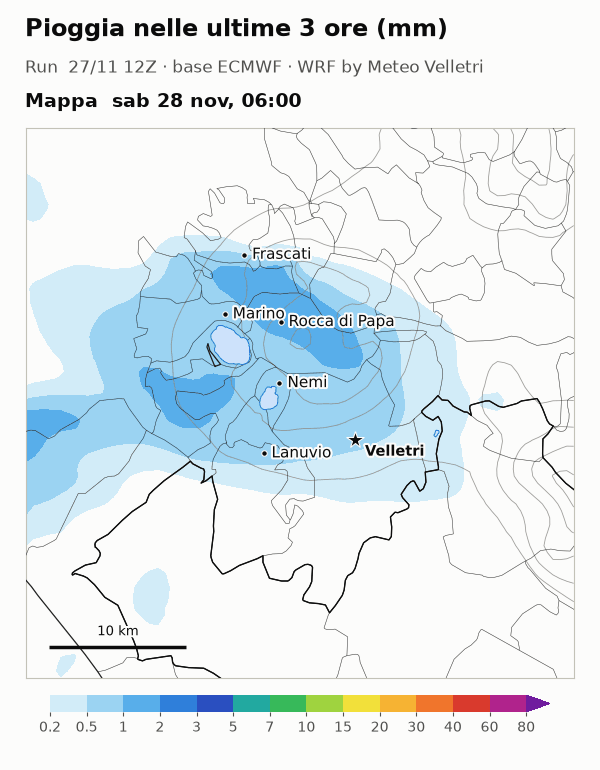 Pioggia nelle ultime 3 ore (mm)
Run  27/11 12Z · base ECMWF · WRF by Meteo Velletri
Mappa  sab 28 nov, 06:00
Frascati
Marino
Rocca di Papa
Nemi
Velletri
Lanuvio
10 km
0.2 0.5 1 2 3 5 7 10 15 20 30 40 60 80